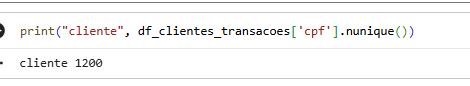 print("cliente", df_clientes_transacoes['cpf'].nunique())
cliente 1200